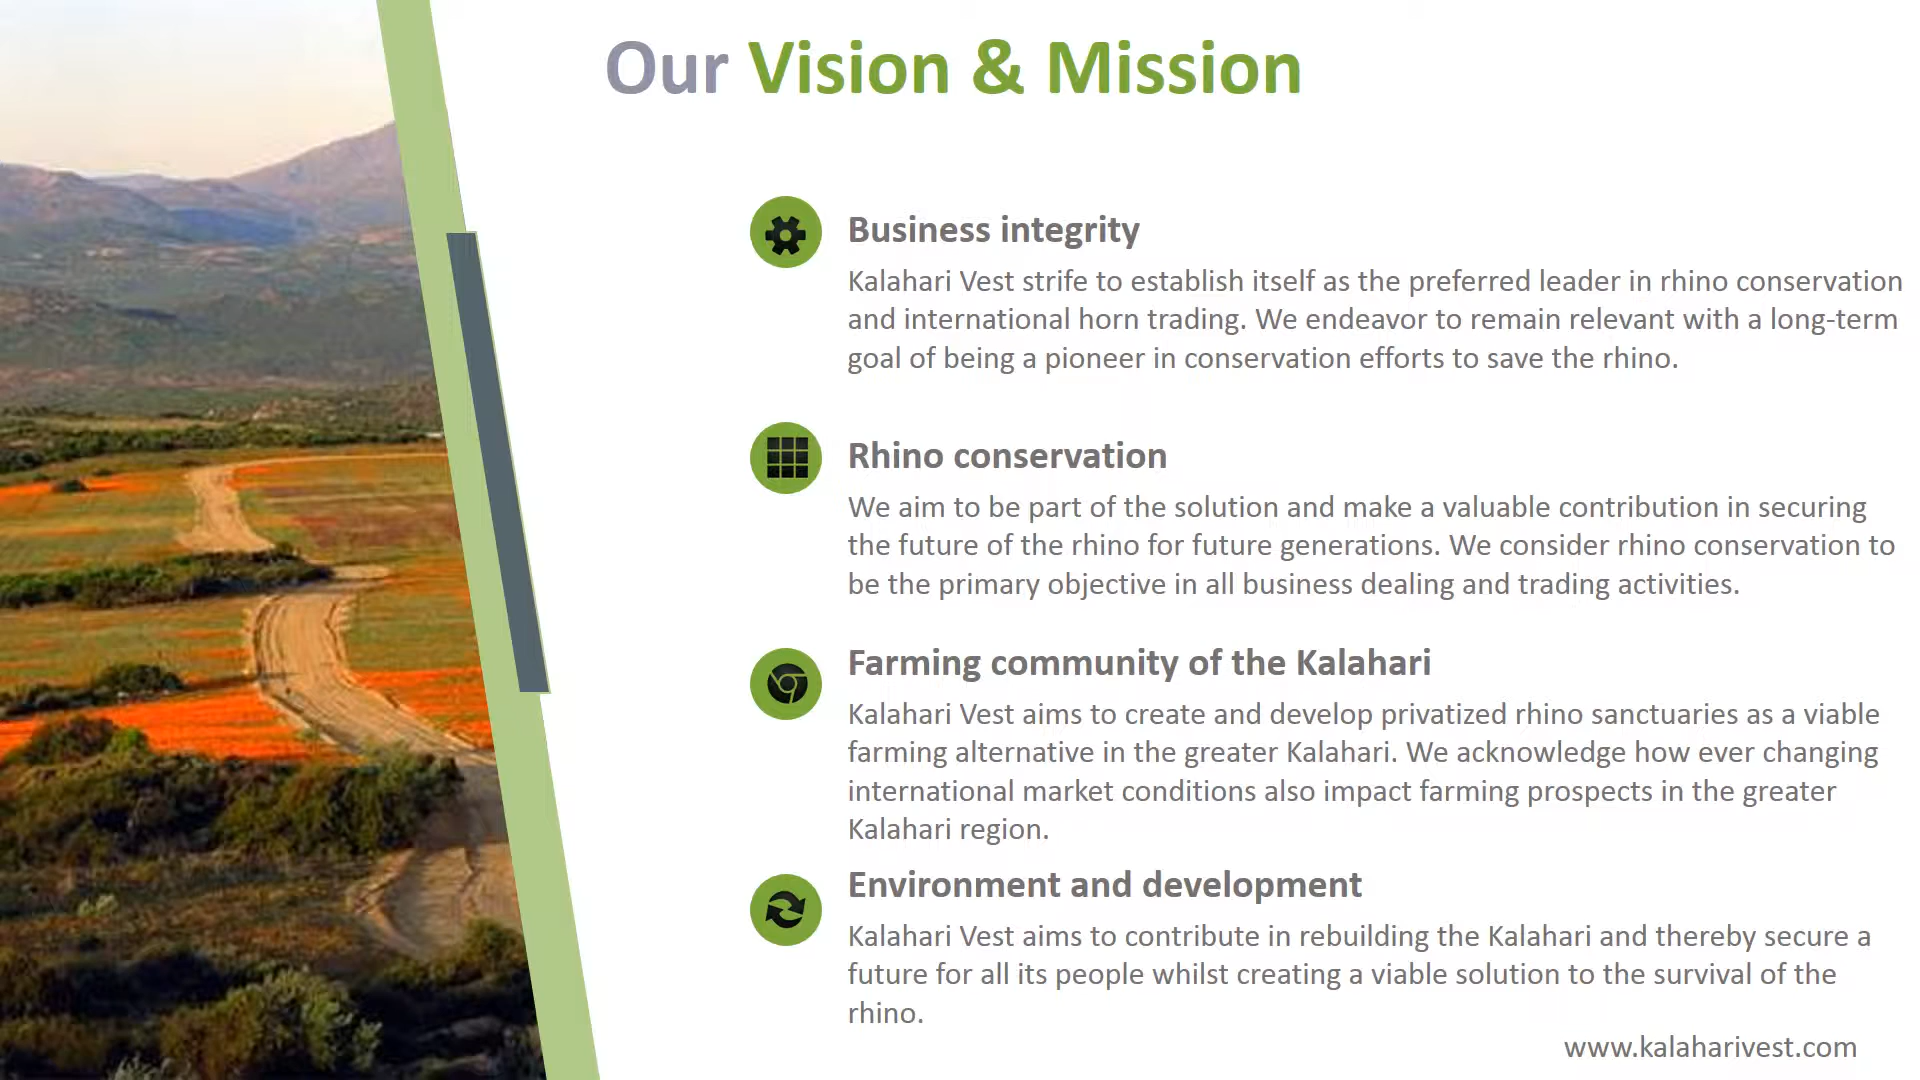 Our Vision & Mission
Business integrity
Kalahari Vest strife to establish itself as the preferred leader in rhino conservation
and international horn trading. We endeavor to remain relevant with a long-term
goal of being a pioneer in conservation efforts to save the rhino.
Rhino conservation
We aim to be part of the solution and make a valuable contribution in securing
the future of the rhino for future generations. We consider rhino conservation to
be the primary objective in all business dealing and trading activities.
Farming community of the Kalahari
Kalahari Vest aims to create and develop privatized rhino sanctuaries as a viable
farming alternative in the greater Kalahari. We acknowledge how ever changing
international market conditions also impact farming prospects in the greater
Kalahari region.
Environment and development
Kalahari Vest aims to contribute in rebuilding the Kalahari and thereby secure a
future for all its people whilst creating a viable solution to the survival of the
rhino.
www.kalaharivest.com